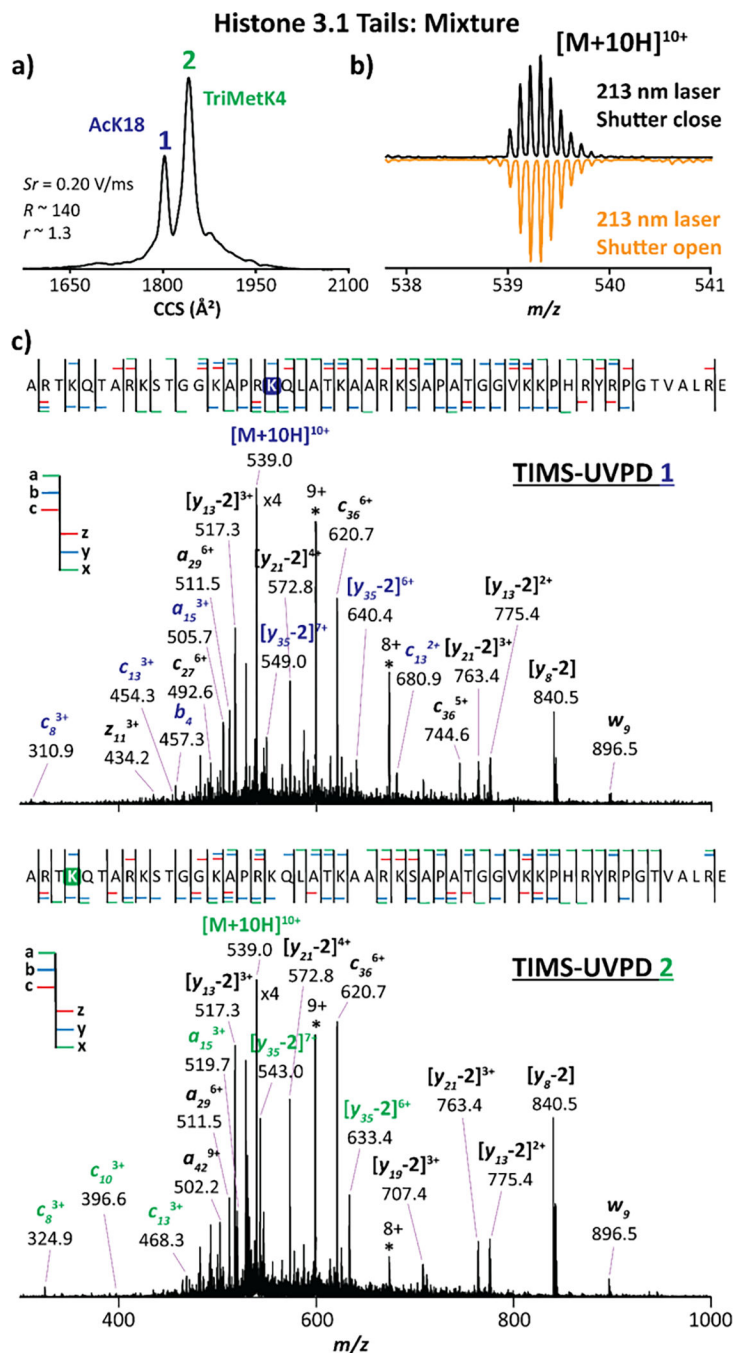 Histone 3.1 Tails: Mixture
a)
2
TriMetK4
AcK18
1
Sr = 0.20 V/ms
R ~ 140
r ~ 1.3
1650 1800 1950 2100
CCS (Å²)
b)
[M+10H]¹⁰⁺
213 nm laser
Shutter close
213 nm laser
Shutter open
538 539 540 541
m/z
c)
A R T K Q T A R K S T G G K A P R K Q L A T K A A R K S A P A T G G V K K P H R Y R P G T V A L R E
[M+10H]¹⁰⁺
539.0
x4
TIMS-UVPD 1
a
b
c
z
y
x
[y₁₃-2]³⁺
517.3
a₂₉⁶⁺
511.5
a₁₅³⁺
505.7
c₂₇⁶⁺
492.6
b₄
457.3
c₁₃³⁺
454.3
z₁₁³⁺
434.2
c₈³⁺
310.9
[y₂₁-2]⁴⁺
572.8
[y₃₅-2]⁷⁺
549.0
9+
*
c₃₆⁶⁺
620.7
[y₃₅-2]⁶⁺
640.4
8+
*
c₁₃²⁺
680.9
c₃₆⁵⁺
744.6
[y₂₁-2]³⁺
763.4
[y₁₃-2]²⁺
775.4
[y₈-2]
840.5
w₉
896.5
400 600 800 1000
A R T K Q T A R K S T G G K A P R K Q L A T K A A R K S A P A T G G V K K P H R Y R P G T V A L R E
[M+10H]¹⁰⁺
539.0
x4
TIMS-UVPD 2
a
b
c
z
y
x
[y₁₃-2]³⁺
517.3
a₁₅³⁺
519.7
a₂₉⁶⁺
511.5
a₄₂⁹⁺
502.2
c₁₃³⁺
468.3
c₁₀³⁺
396.6
c₈³⁺
324.9
[y₂₁-2]⁴⁺
572.8
[y₃₅-2]⁷⁺
543.0
9+
*
c₃₆⁶⁺
620.7
[y₃₅-2]⁶⁺
633.4
8+
*
[y₁₉-2]³⁺
707.4
[y₂₁-2]³⁺
763.4
[y₁₃-2]²⁺
775.4
[y₈-2]
840.5
w₉
896.5
400 600 800 1000
m/z